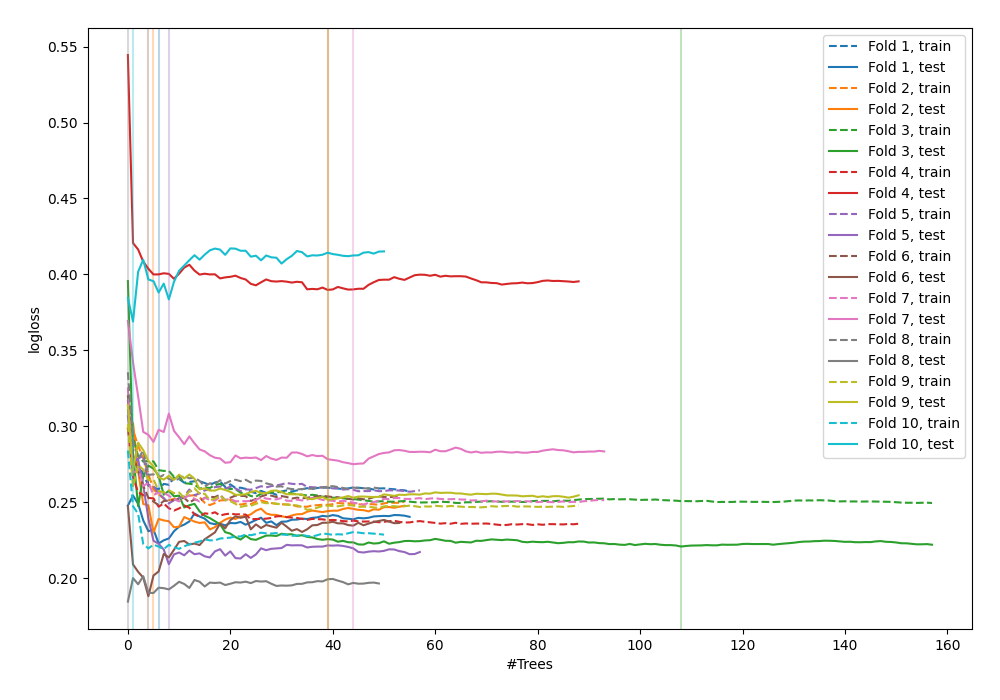 0.55
0.50
0.45
0.40
0.35
0.30
0.25
0.20
logloss
0
20
40
60
80
100
120
140
160
#Trees
Fold 1, train
Fold 1, test
Fold 2, train
Fold 2, test
Fold 3, train
Fold 3, test
Fold 4, train
Fold 4, test
Fold 5, train
Fold 5, test
Fold 6, train
Fold 6, test
Fold 7, train
Fold 7, test
Fold 8, train
Fold 8, test
Fold 9, train
Fold 9, test
Fold 10, train
Fold 10, test